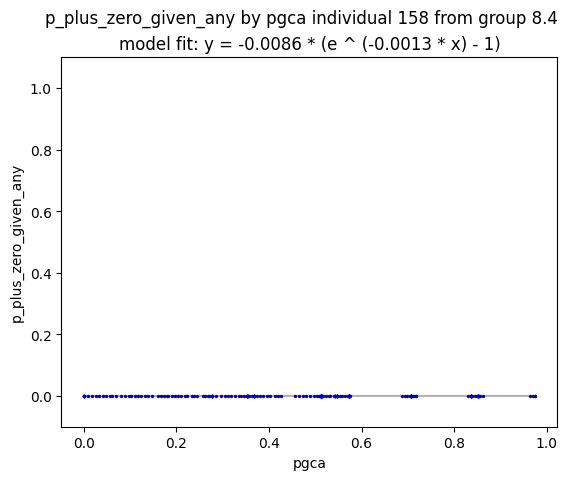 p_plus_zero_given_any by pgca individual 158 from group 8.4
model fit: y = -0.0086 * (e ^ (-0.0013 * x) - 1)
1.0
0.8
0.6
0.4
0.2
0.0
p_plus_zero_given_any
0.0 0.2 0.4 0.6 0.8 1.0
pgca